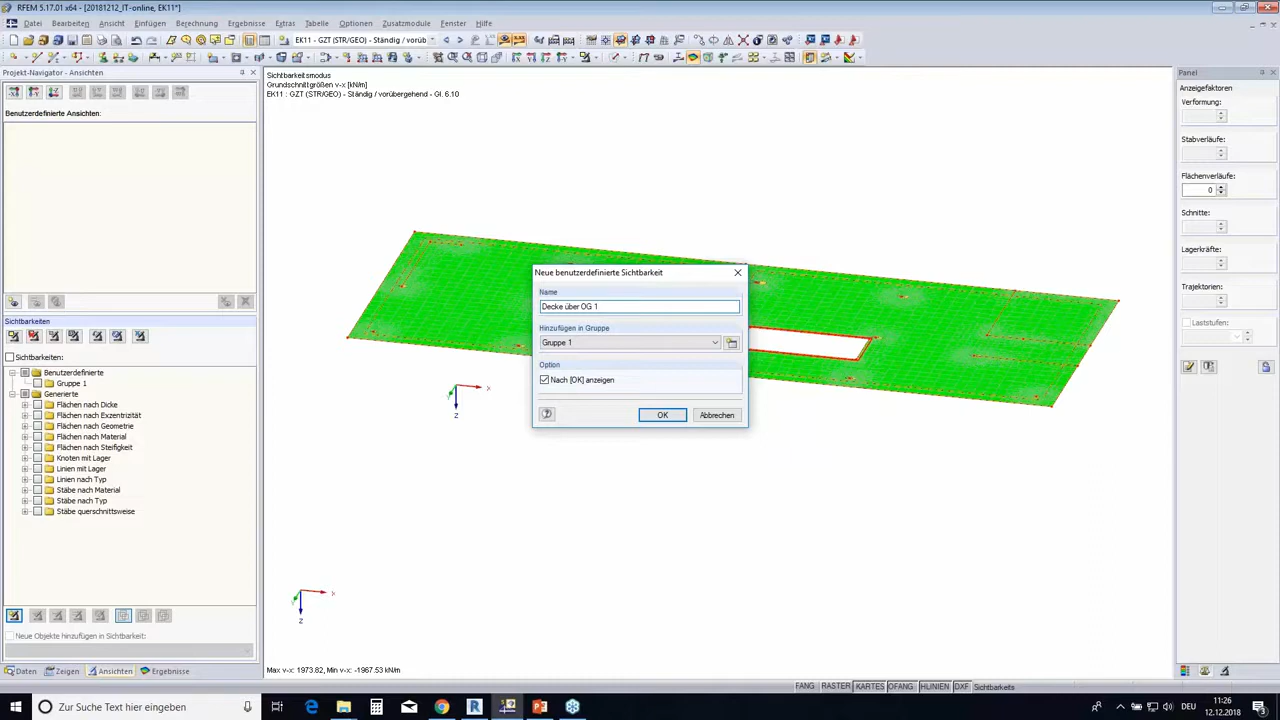 RFEM 5.17.01 x64 - [20181212_IT-online, EK11*]
Datei Bearbeiten Ansicht Einfügen Berechnung Ergebnisse Extras Tabelle Optionen Zusatzmodule Fenster Hilfe
EK11 - GZT (STR/GEO) - Ständig / vorüb
Projekt-Navigator - Ansichten
Benutzerdefinierte Ansichten:
Sichtbarkeiten
Sichtbarkeiten:
Benutzerdefinierte
Gruppe 1
Generierte
Flächen nach Dicke
Flächen nach Exzentrizität
Flächen nach Geometrie
Flächen nach Material
Flächen nach Steifigkeit
Knoten mit Lager
Linien mit Lager
Linien nach Typ
Stäbe nach Material
Stäbe nach Typ
Stäbe querschnittsweise
Neue Objekte hinzufügen in Sichtbarkeit:
Daten Zeigen Ansichten Ergebnisse
Sichtbarkeitsmodus
Grundschnittgrößen v-x [kN/m]
EK11 : GZT (STR/GEO) - Ständig / vorübergehend - Gl. 6.10
Neue benutzerdefinierte Sichtbarkeit
Name
Decke über OG 1
Hinzufügen in Gruppe
Gruppe 1
Option
Nach [OK] anzeigen
OK Abbrechen
X
Z
X
Z
Max v-x: 1973.82, Min v-x: -1967.53 kN/m
Panel
Anzeigefaktoren
Verformung:
Stabverläufe:
Flächenverläufe:
0
Schnitte:
Lagerkräfte:
Trajektorien:
Laststufen:
FANG RASTER KARTES OFANG HLINIEN DXF Sichtbarkeits
Zur Suche Text hier eingeben
DEU
11:26
12.12.2018